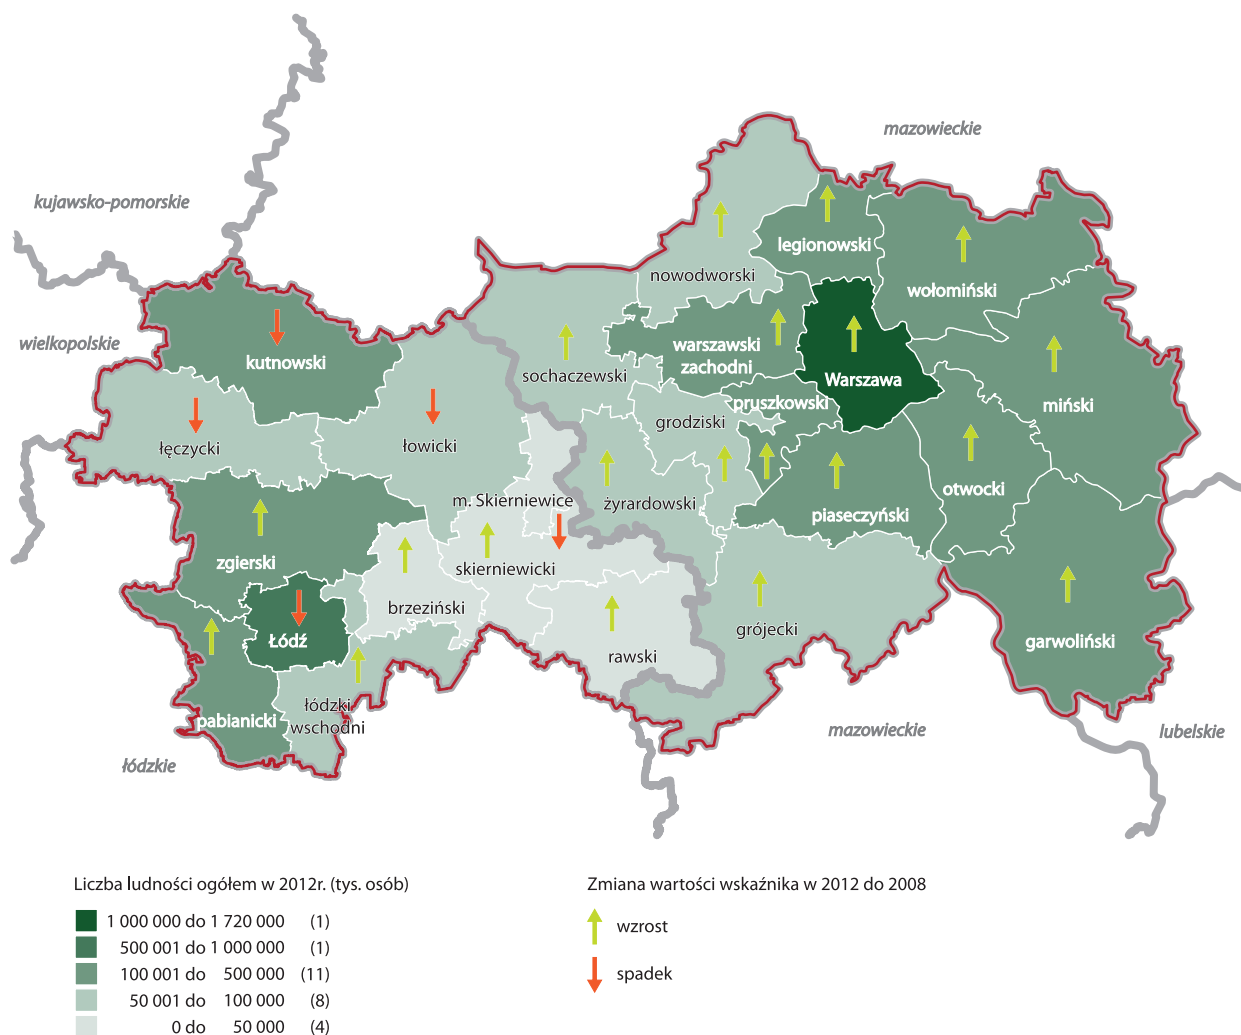 mazowieckie
kujawsko-pomorskie
legionowski
nowodworski
wołomiński
wielkopolskie
kutnowski
warszawski
zachodni
sochaczewski
Warszawa
pruszkowski
miński
grodziski
łęczycki
łowicki
otwocki
m. Skierniewice
żyrardowski
piaseczyński
zgierski
skierniewicki
brzeziński
grójecki
garwoliński
Łódź
rawski
łódzki
wschodni
pabianicki
mazowieckie
lubelskie
łódzkie
Liczba ludności ogółem w 2012r. (tys. osób)
1 000 000 do 1 720 000 (1)
500 001 do 1 000 000 (1)
100 001 do 500 000 (11)
50 001 do 100 000 (8)
0 do 50 000 (4)
Zmiana wartości wskaźnika w 2012 do 2008
wzrost
spadek